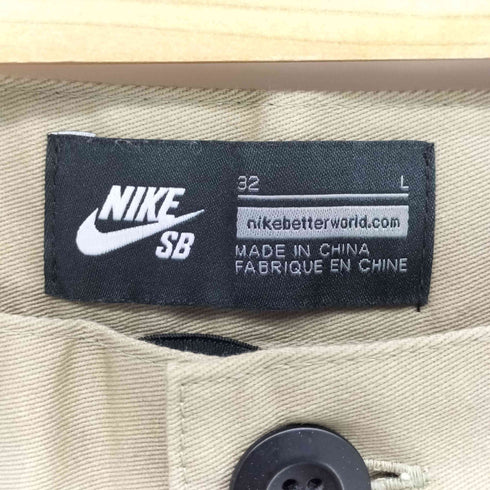 NIKE
SB
32 L
nikebetterworld.com
MADE IN CHINA
FABRIQUE EN CHINE